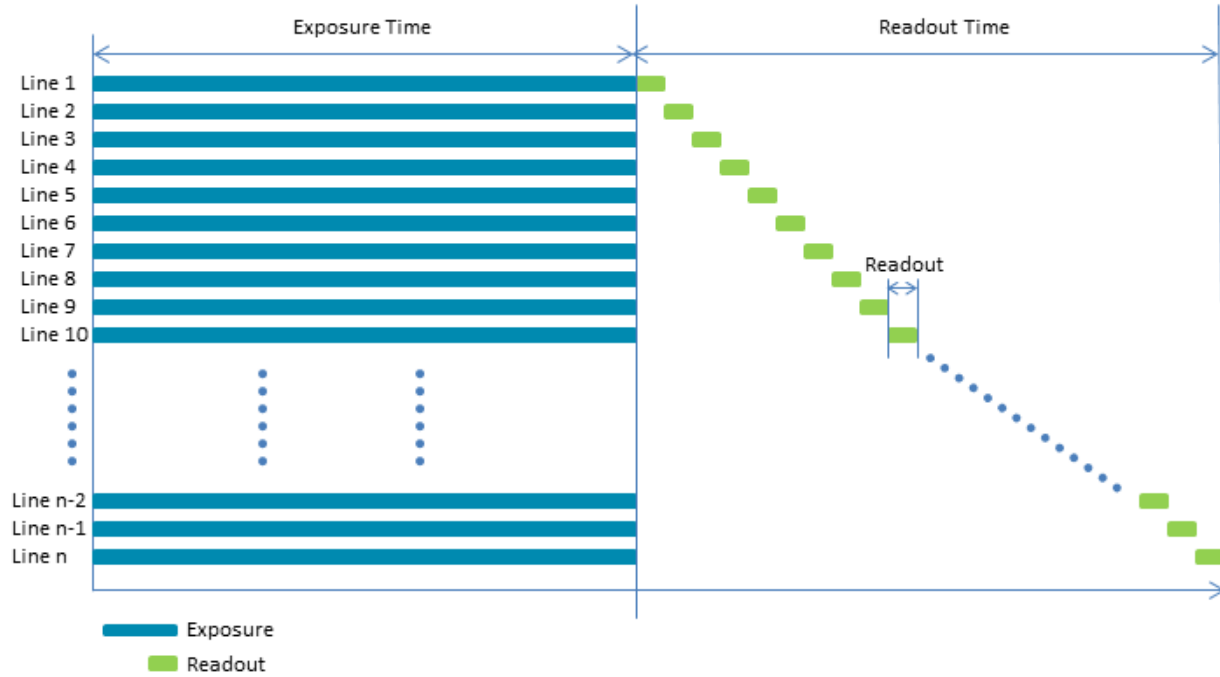 Exposure Time
Readout Time
Line 1
Line 2
Line 3
Line 4
Line 5
Line 6
Line 7
Line 8
Readout
Line 9
Line 10
Line n-2
Line n-1
Line n
Exposure
Readout